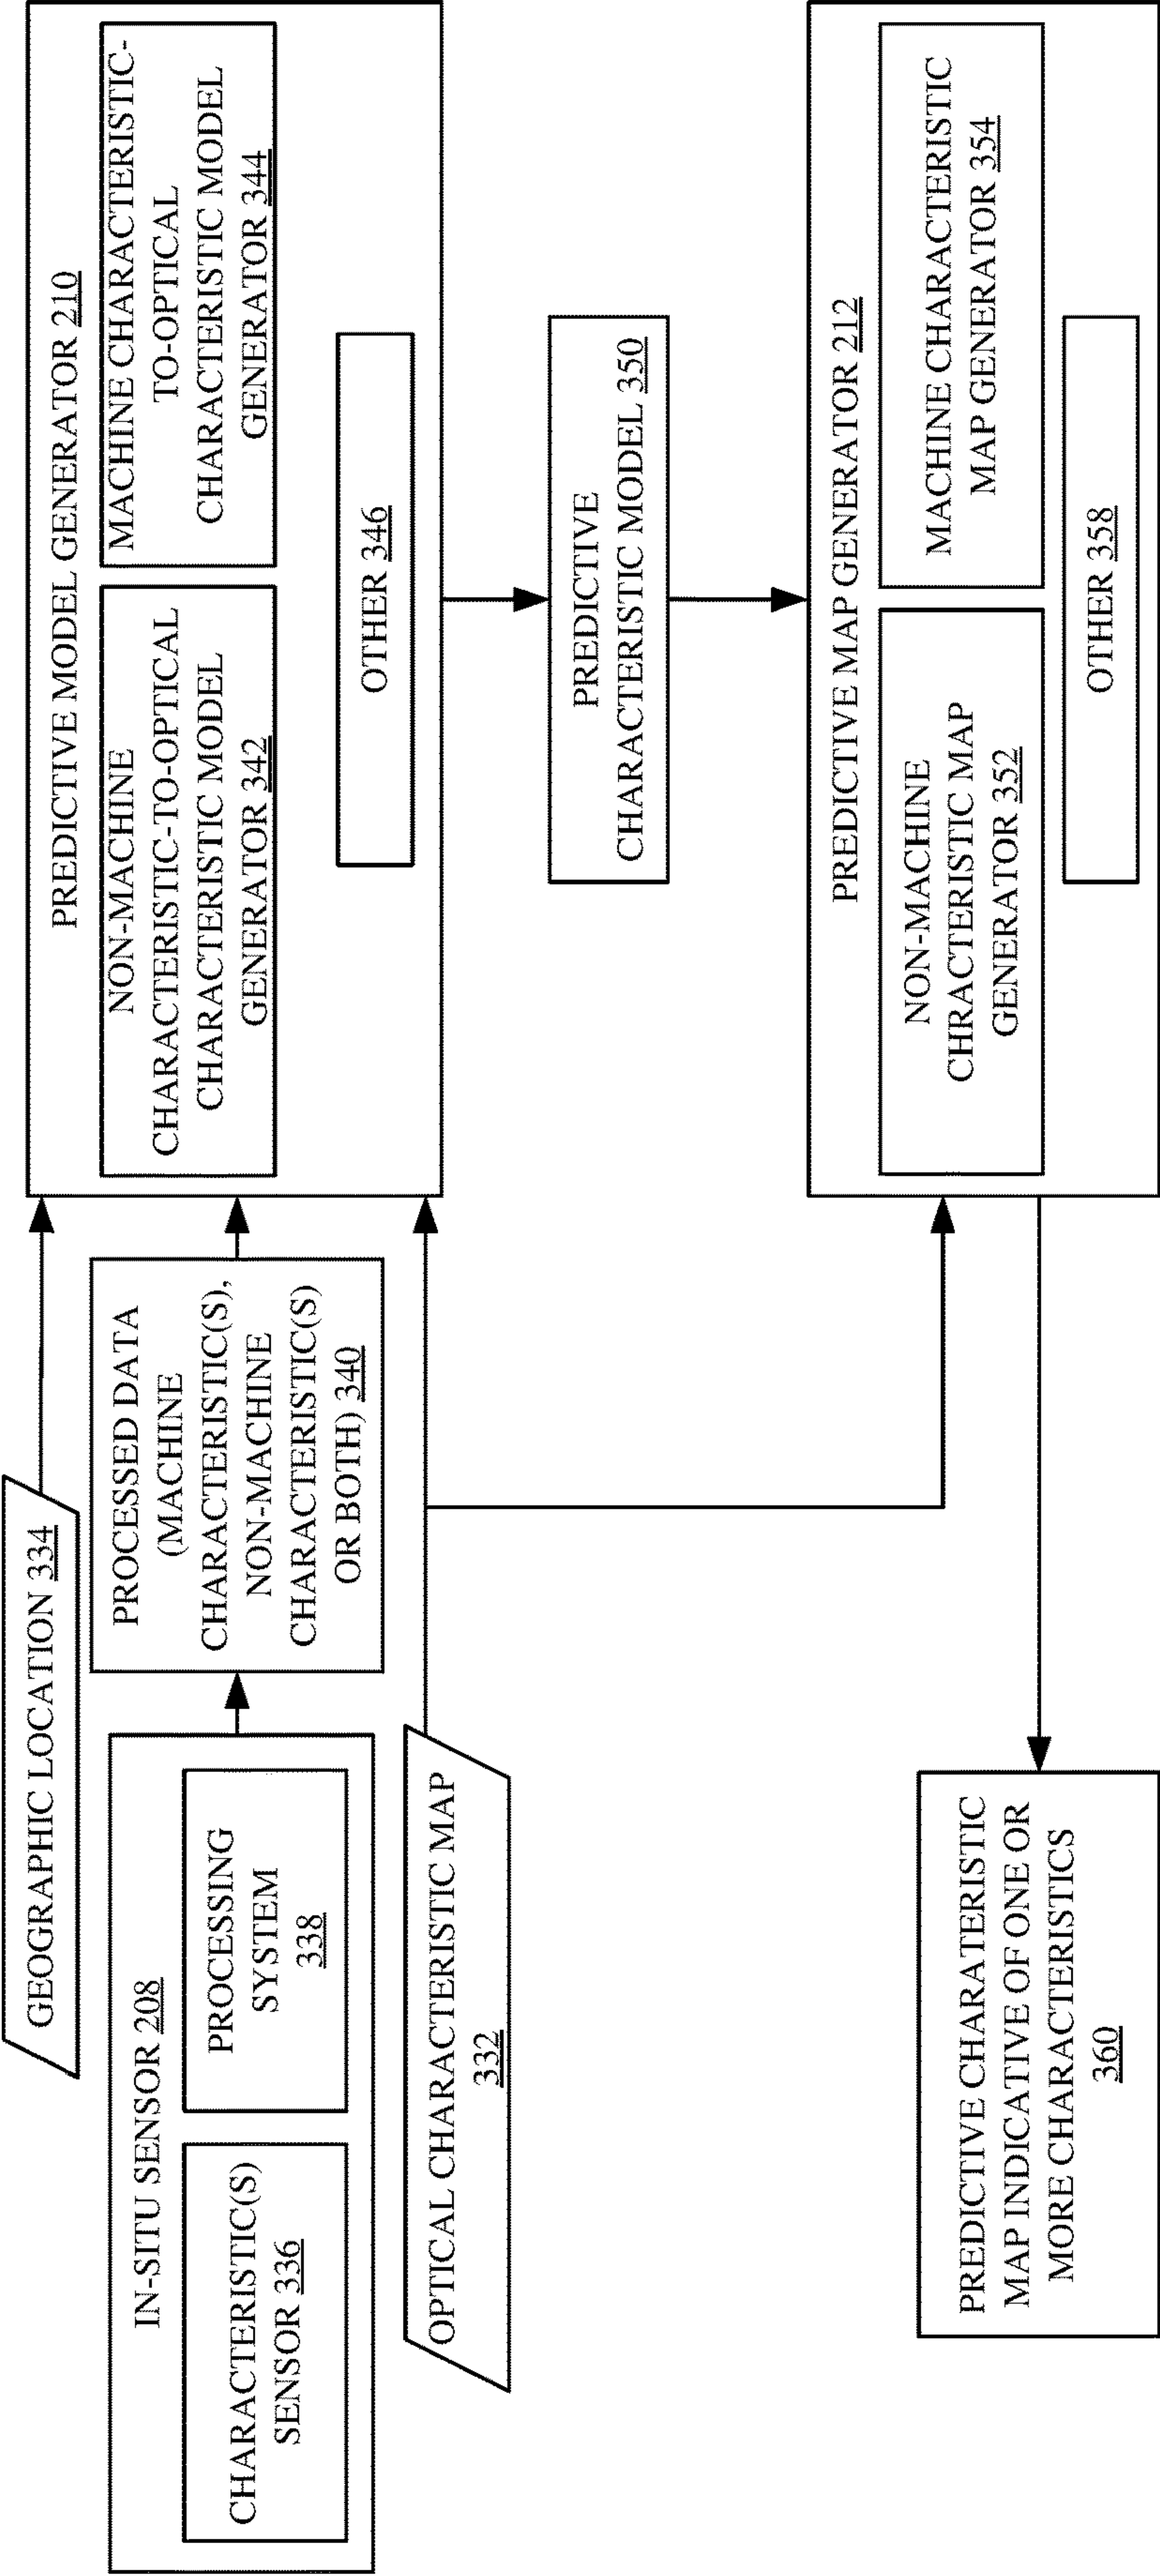 GEOGRAPHIC LOCATION 334
IN-SITU SENSOR 208
CHARACTERISTIC(S)
SENSOR 336
PROCESSING
SYSTEM
338
OPTICAL CHARACTERISTIC MAP
332
PROCESSED DATA
(MACHINE
CHARACTERISTIC(S),
NON-MACHINE
CHARACTERISTIC(S)
OR BOTH) 340
PREDICTIVE MODEL GENERATOR 210
NON-MACHINE
CHARACTERISTIC-TO-OPTICAL
CHARACTERISTIC MODEL
GENERATOR 342
MACHINE CHARACTERISTIC-
TO-OPTICAL
CHARACTERISTIC MODEL
GENERATOR 344
OTHER 346
PREDICTIVE
CHARACTERISTIC MODEL 350
PREDICTIVE MAP GENERATOR 212
NON-MACHINE
CHRACTERISTIC MAP
GENERATOR 352
MACHINE CHARACTERISTIC
MAP GENERATOR 354
OTHER 358
PREDICTIVE CHARATERISTIC
MAP INDICATIVE OF ONE OR
MORE CHARACTERISTICS
360